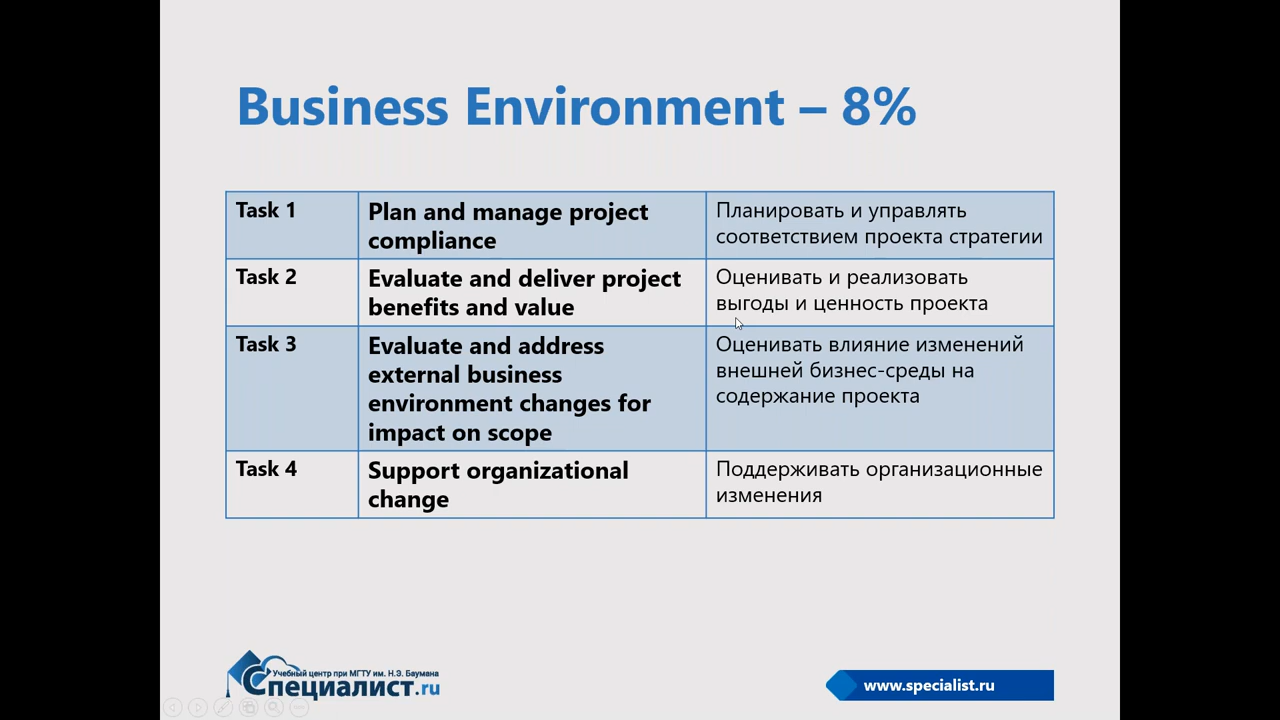 Business Environment – 8%
Task 1
Plan and manage project
compliance
Планировать и управлять
соответствием проекта стратегии
Task 2
Evaluate and deliver project
benefits and value
Оценивать и реализовать
выгоды и ценность проекта
Task 3
Evaluate and address
external business
environment changes for
impact on scope
Оценивать влияние изменений
внешней бизнес-среды на
содержание проекта
Task 4
Support organizational
change
Поддерживать организационные
изменения
Учебный центр при МГТУ им. Н.Э. Баумана
Специалист.ru
www.specialist.ru